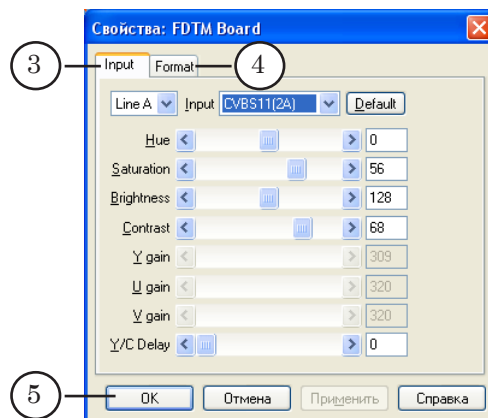 Свойства: FDTM Board
3 Input Format 4
Line A Input CVBS11(2A) Default
Hue 0
Saturation 56
Brightness 128
Contrast 68
Y gain 309
U gain 320
V gain 320
Y/C Delay 0
5 OK Отмена Применить Справка